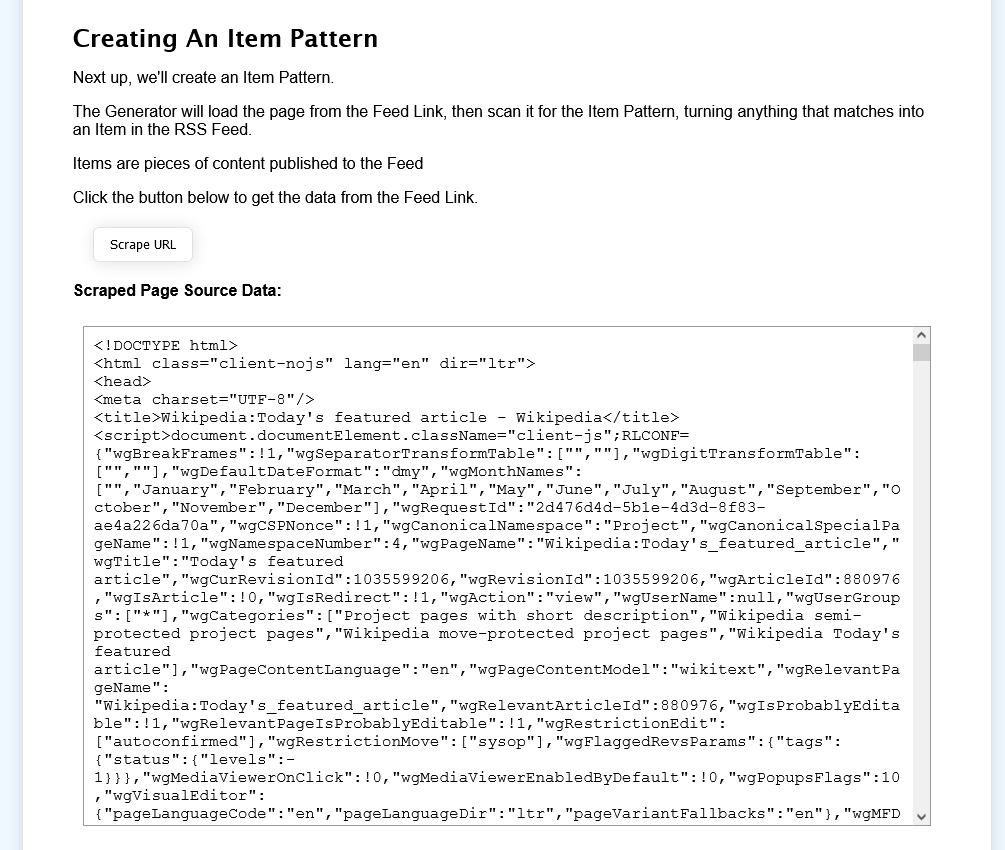 Creating An Item Pattern
Next up, we'll create an Item Pattern.
The Generator will load the page from the Feed Link, then scan it for the Item Pattern, turning anything that matches into
an Item in the RSS Feed.
Items are pieces of content published to the Feed
Click the button below to get the data from the Feed Link.
Scrape URL
Scraped Page Source Data:
<!DOCTYPE html>
<html class="client-nojs" lang="en" dir="ltr">
<head>
<meta charset="UTF-8"/>
<title>Wikipedia:Today's featured article - Wikipedia</title>
<script>document.documentElement.className="client-js";RLCONF=
{"wgBreakFrames":!1,"wgSeparatorTransformTable":["",""],"wgDigitTransformTable":
["",""],"wgDefaultDateFormat":"dmy","wgMonthNames":
["","January","February","March","April","May","June","July","August","September","O
ctober","November","December"],"wgRequestId":"2d476d4d-5b1e-4d3d-8f83-
ae4a226da70a","wgCSPNonce":!1,"wgCanonicalNamespace":"Project","wgCanonicalSpecialPa
geName":!1,"wgNamespaceNumber":4,"wgPageName":"Wikipedia:Today's_featured_article","
wgTitle":"Today's featured
article","wgCurRevisionId":1035599206,"wgRevisionId":1035599206,"wgArticleId":880976
,"wgIsArticle":!0,"wgIsRedirect":!1,"wgAction":"view","wgUserName":null,"wgUserGroup
s":["*"],"wgCategories":["Project pages with short description","Wikipedia semi-
protected project pages","Wikipedia move-protected project pages","Wikipedia Today's
featured
article"],"wgPageContentLanguage":"en","wgPageContentModel":"wikitext","wgRelevantPa
geName":
"Wikipedia:Today's_featured_article","wgRelevantArticleId":880976,"wgIsProbablyEdita
ble":!1,"wgRelevantPageIsProbablyEditable":!1,"wgRestrictionEdit":
["autoconfirmed"],"wgRestrictionMove":["sysop"],"wgFlaggedRevsParams":{"tags":
{"status":{"levels":-
1}}},"wgMediaViewerOnClick":!0,"wgMediaViewerEnabledByDefault":!0,"wgPopupsFlags":10
,"wgVisualEditor":
{"pageLanguageCode":"en","pageLanguageDir":"ltr","pageVariantFallbacks":"en"},"wgMFD